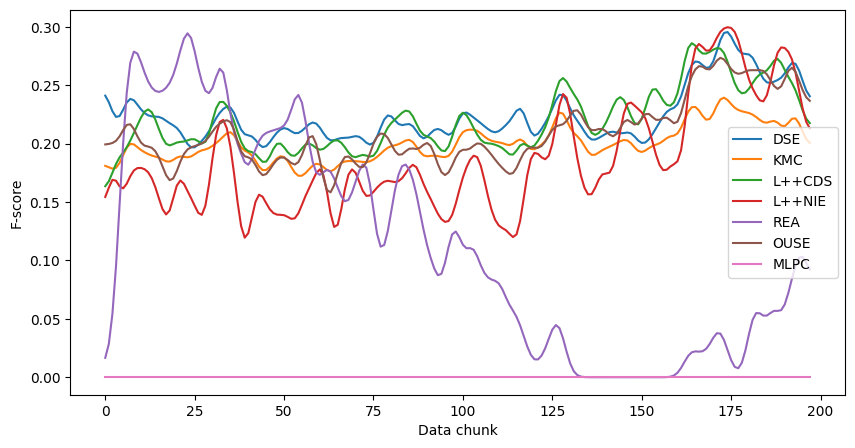 F-score
0.30
0.25
0.20
0.15
0.10
0.05
0.00
DSE
KMC
L++CDS
L++NIE
REA
OUSE
MLPC
0 25 50 75 100 125 150 175 200
Data chunk